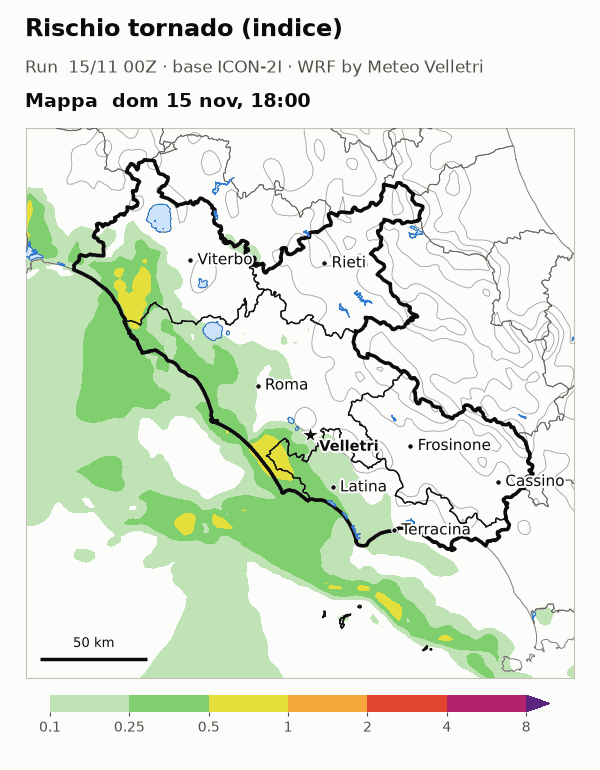 Rischio tornado (indice)
Run  15/11 00Z · base ICON-2I · WRF by Meteo Velletri
Mappa  dom 15 nov, 18:00
Viterbo
Rieti
Roma
Velletri
Frosinone
Cassino
Latina
Terracina
50 km
0.1 0.25 0.5 1 2 4 8